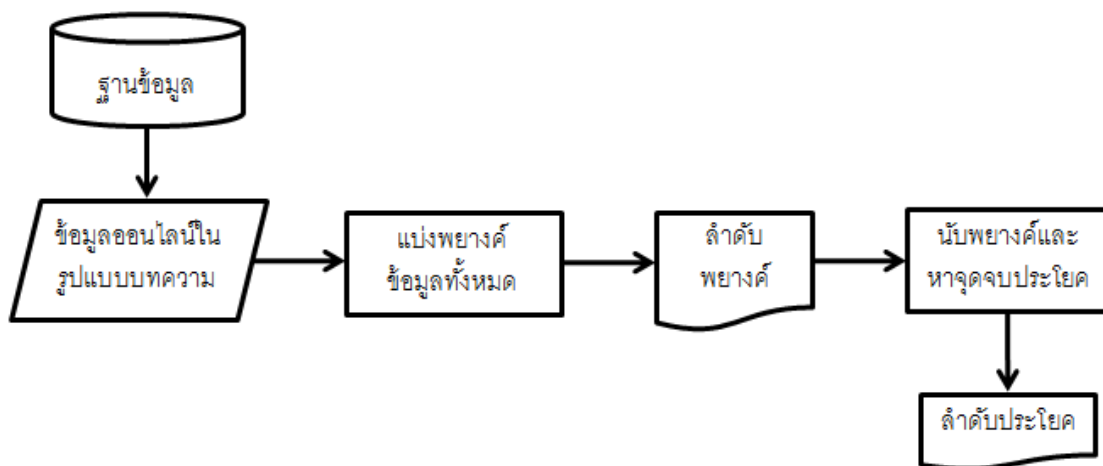 ฐานข้อมูล
ข้อมูลออนไลน์ใน
รูปแบบบทความ
แบ่งพยางค์
ข้อมูลทั้งหมด
ลำดับ
พยางค์
นับพยางค์และ
หาจุดจบประโยค
ลำดับประโยค